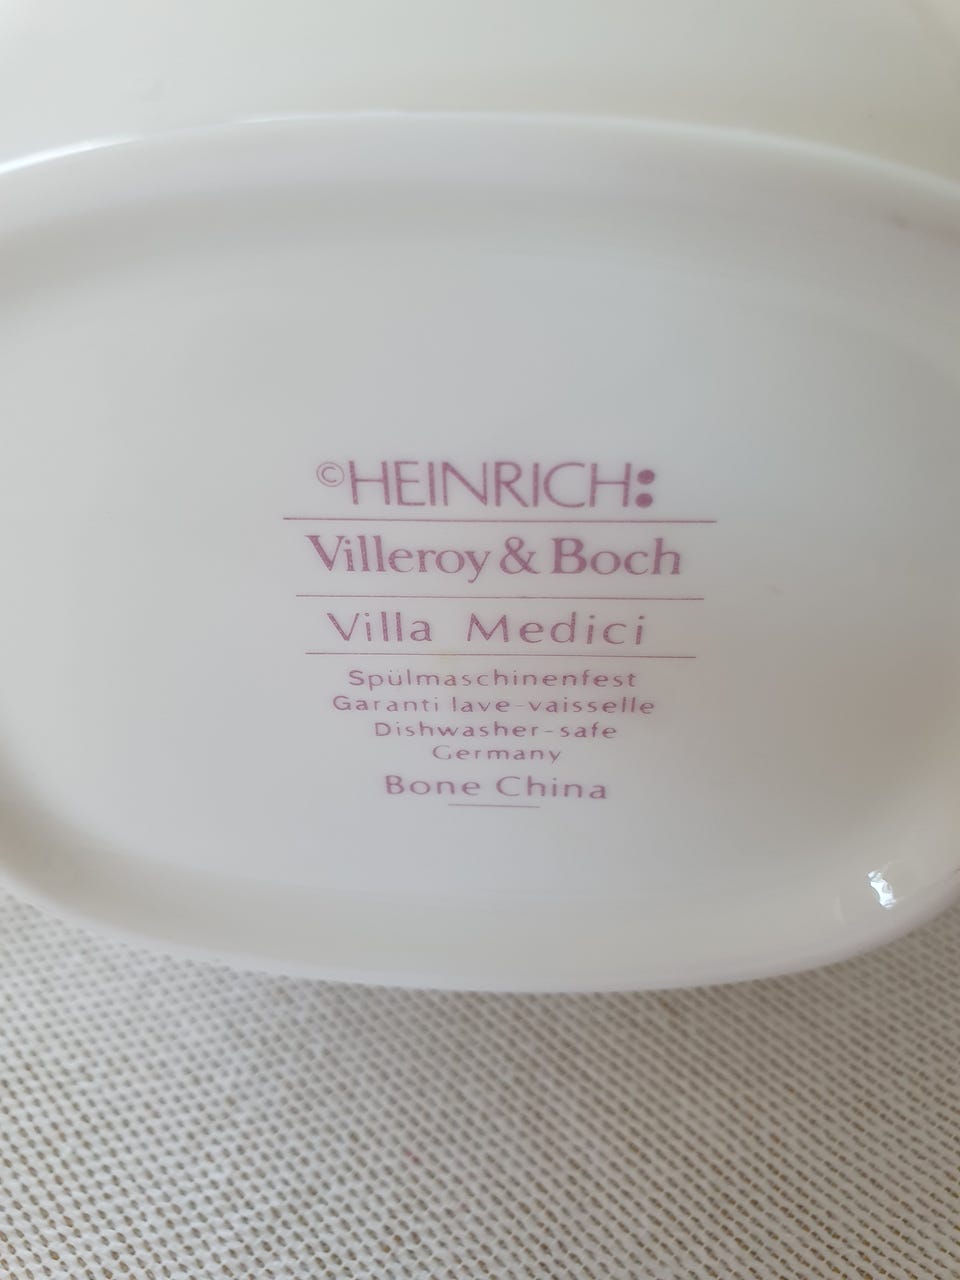 ©HEINRICH:
Villeroy & Boch
Villa Medici
Spülmaschinenfest
Garanti lave-vaisselle
Dishwasher-safe
Germany
Bone China